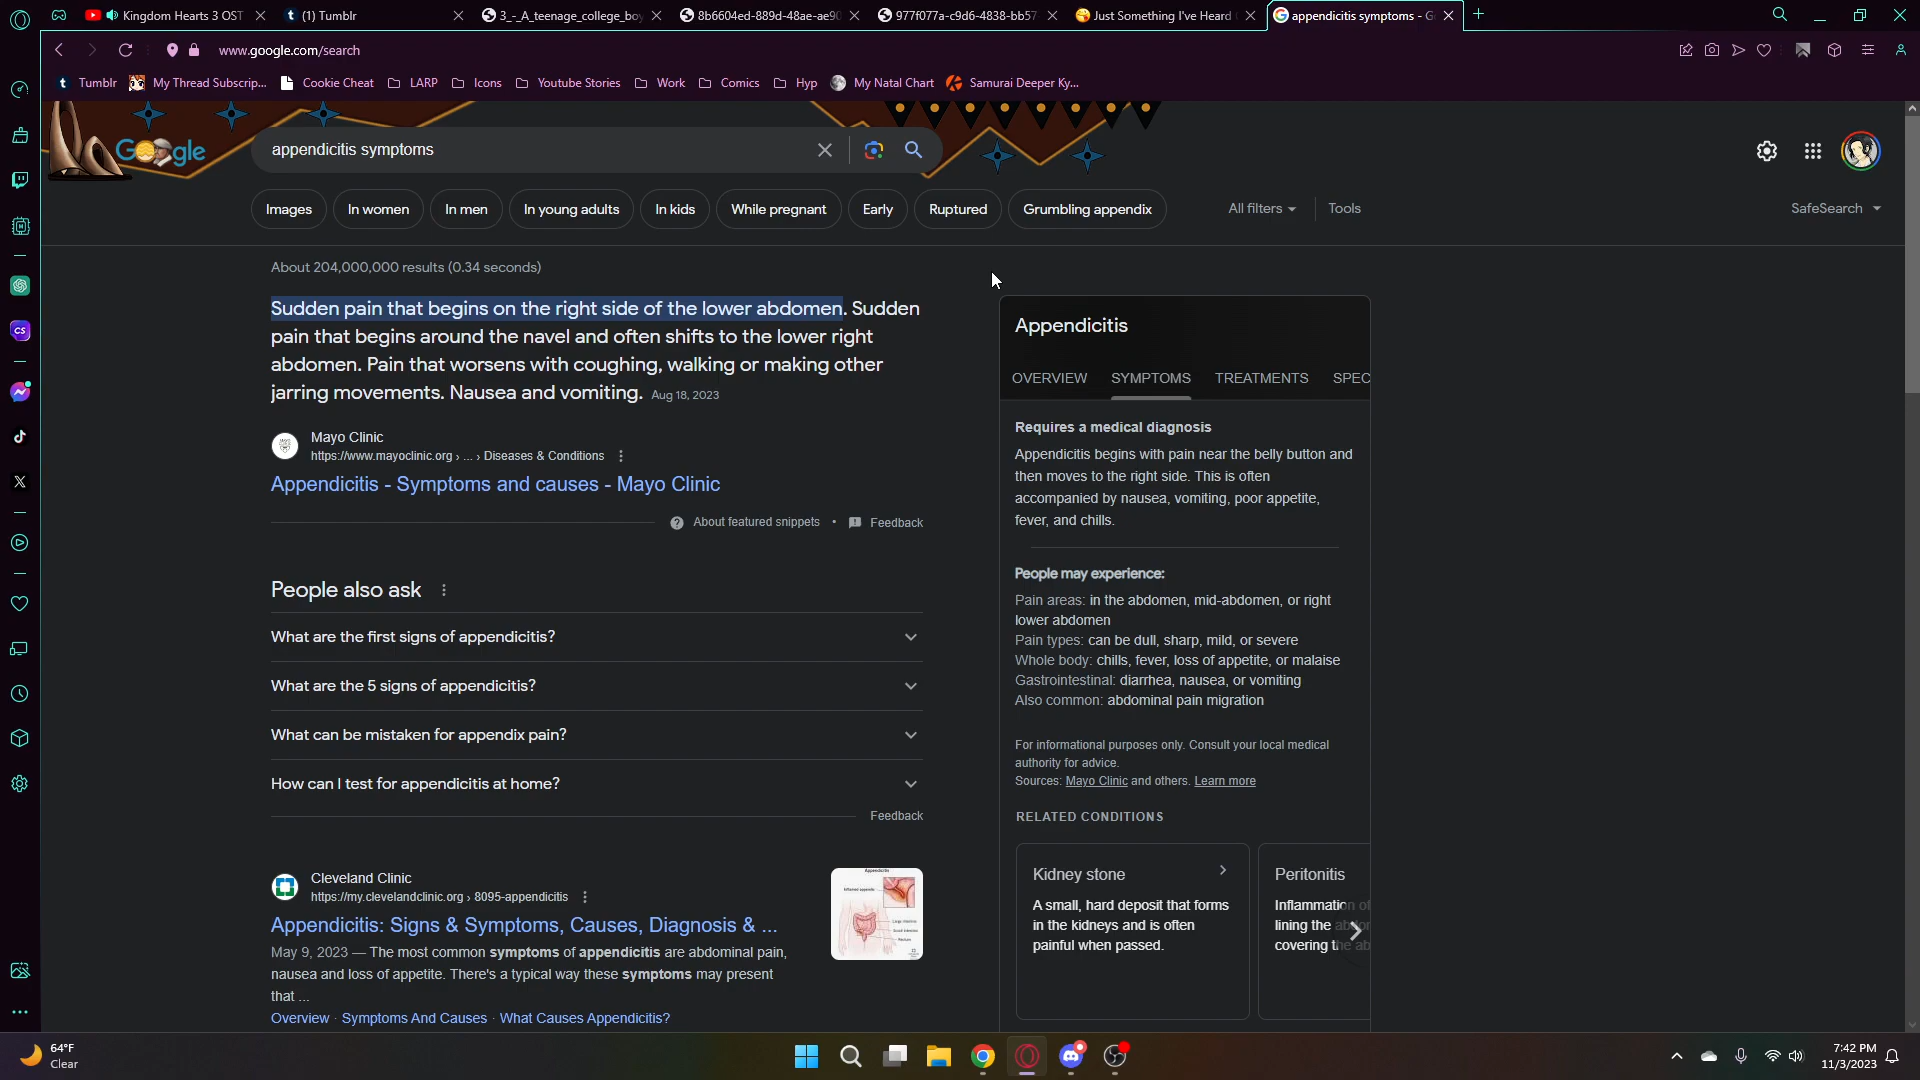 Kingdom Hearts 3 OST
(1) Tumblr
3_-_A_teenage_college_boy
8b6604ed-889d-48ae-ae90
977f077a-c9d6-4838-bb57
Just Something I've Heard
appendicitis symptoms - G
www.google.com/search
Tumblr
My Thread Subscrip...
Cookie Cheat
LARP
Icons
Youtube Stories
Work
Comics
Hyp
My Natal Chart
Samurai Deeper Ky...
Google
appendicitis symptoms
Images
In women
In men
In young adults
In kids
While pregnant
Early
Ruptured
Grumbling appendix
All filters
Tools
SafeSearch
About 204,000,000 results (0.34 seconds)
Sudden pain that begins on the right side of the lower abdomen. Sudden
pain that begins around the navel and often shifts to the lower right
abdomen. Pain that worsens with coughing, walking or making other
jarring movements. Nausea and vomiting. Aug 18, 2023
Mayo Clinic
https://www.mayoclinic.org › ... › Diseases & Conditions
Appendicitis - Symptoms and causes - Mayo Clinic
About featured snippets • Feedback
People also ask
What are the first signs of appendicitis?
What are the 5 signs of appendicitis?
What can be mistaken for appendix pain?
How can I test for appendicitis at home?
Feedback
Cleveland Clinic
https://my.clevelandclinic.org › 8095-appendicitis
Appendicitis: Signs & Symptoms, Causes, Diagnosis & ...
May 9, 2023 — The most common symptoms of appendicitis are abdominal pain,
nausea and loss of appetite. There's a typical way these symptoms may present
that ...
Overview · Symptoms And Causes · What Causes Appendicitis?
Appendicitis
Appendicitis
OVERVIEW
SYMPTOMS
TREATMENTS
SPEC
Requires a medical diagnosis
Appendicitis begins with pain near the belly button and
then moves to the right side. This is often
accompanied by nausea, vomiting, poor appetite,
fever, and chills.
People may experience:
Pain areas: in the abdomen, mid-abdomen, or right
lower abdomen
Pain types: can be dull, sharp, mild, or severe
Whole body: chills, fever, loss of appetite, or malaise
Gastrointestinal: diarrhea, nausea, or vomiting
Also common: abdominal pain migration
For informational purposes only. Consult your local medical
authority for advice.
Sources: Mayo Clinic and others. Learn more
RELATED CONDITIONS
Kidney stone
A small, hard deposit that forms
in the kidneys and is often
painful when passed.
Peritonitis
Inflammation of
lining the abdo
covering t
CS
64°F
Clear
7:42 PM
11/3/2023